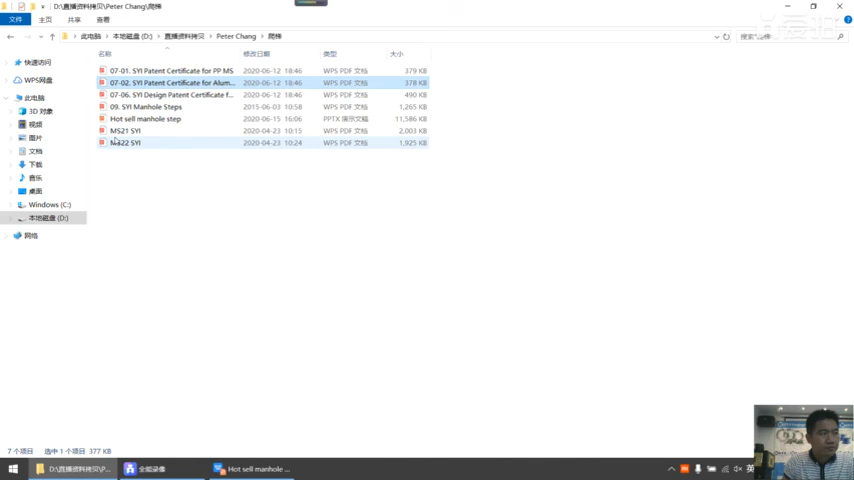 D:\直播资料拷贝\Peter Chang\爬梯
文件 主页 共享 查看
此电脑 本地磁盘 (D:) 直播资料拷贝 Peter Chang 爬梯
名称 修改日期 类型 大小
快速访问
WPS网盘
此电脑
3D 对象
视频
图片
文档
下载
音乐
桌面
Windows (C:)
本地磁盘 (D:)
网络
07-01. SYI Patent Certificate for PP MS 2020-06-12 18:46 WPS PDF 文档 379 KB
07-02. SYI Patent Certificate for Alum... 2020-06-12 18:46 WPS PDF 文档 378 KB
07-06. SYI Design Patent Certificate f... 2020-06-12 18:46 WPS PDF 文档 490 KB
09. SYI Manhole Steps 2015-06-03 10:58 WPS PDF 文档 1,265 KB
Hot sell manhole step 2020-06-15 16:06 PPTX 演示文稿 11,586 KB
MS21 SYI 2020-04-23 10:15 WPS PDF 文档 2,003 KB
MS22 SYI 2020-04-23 10:24 WPS PDF 文档 1,925 KB
7 个项目 选中 1 个项目 377 KB
D:\直播资料拷贝\P... 全能录像 Hot sell manhole ... 英